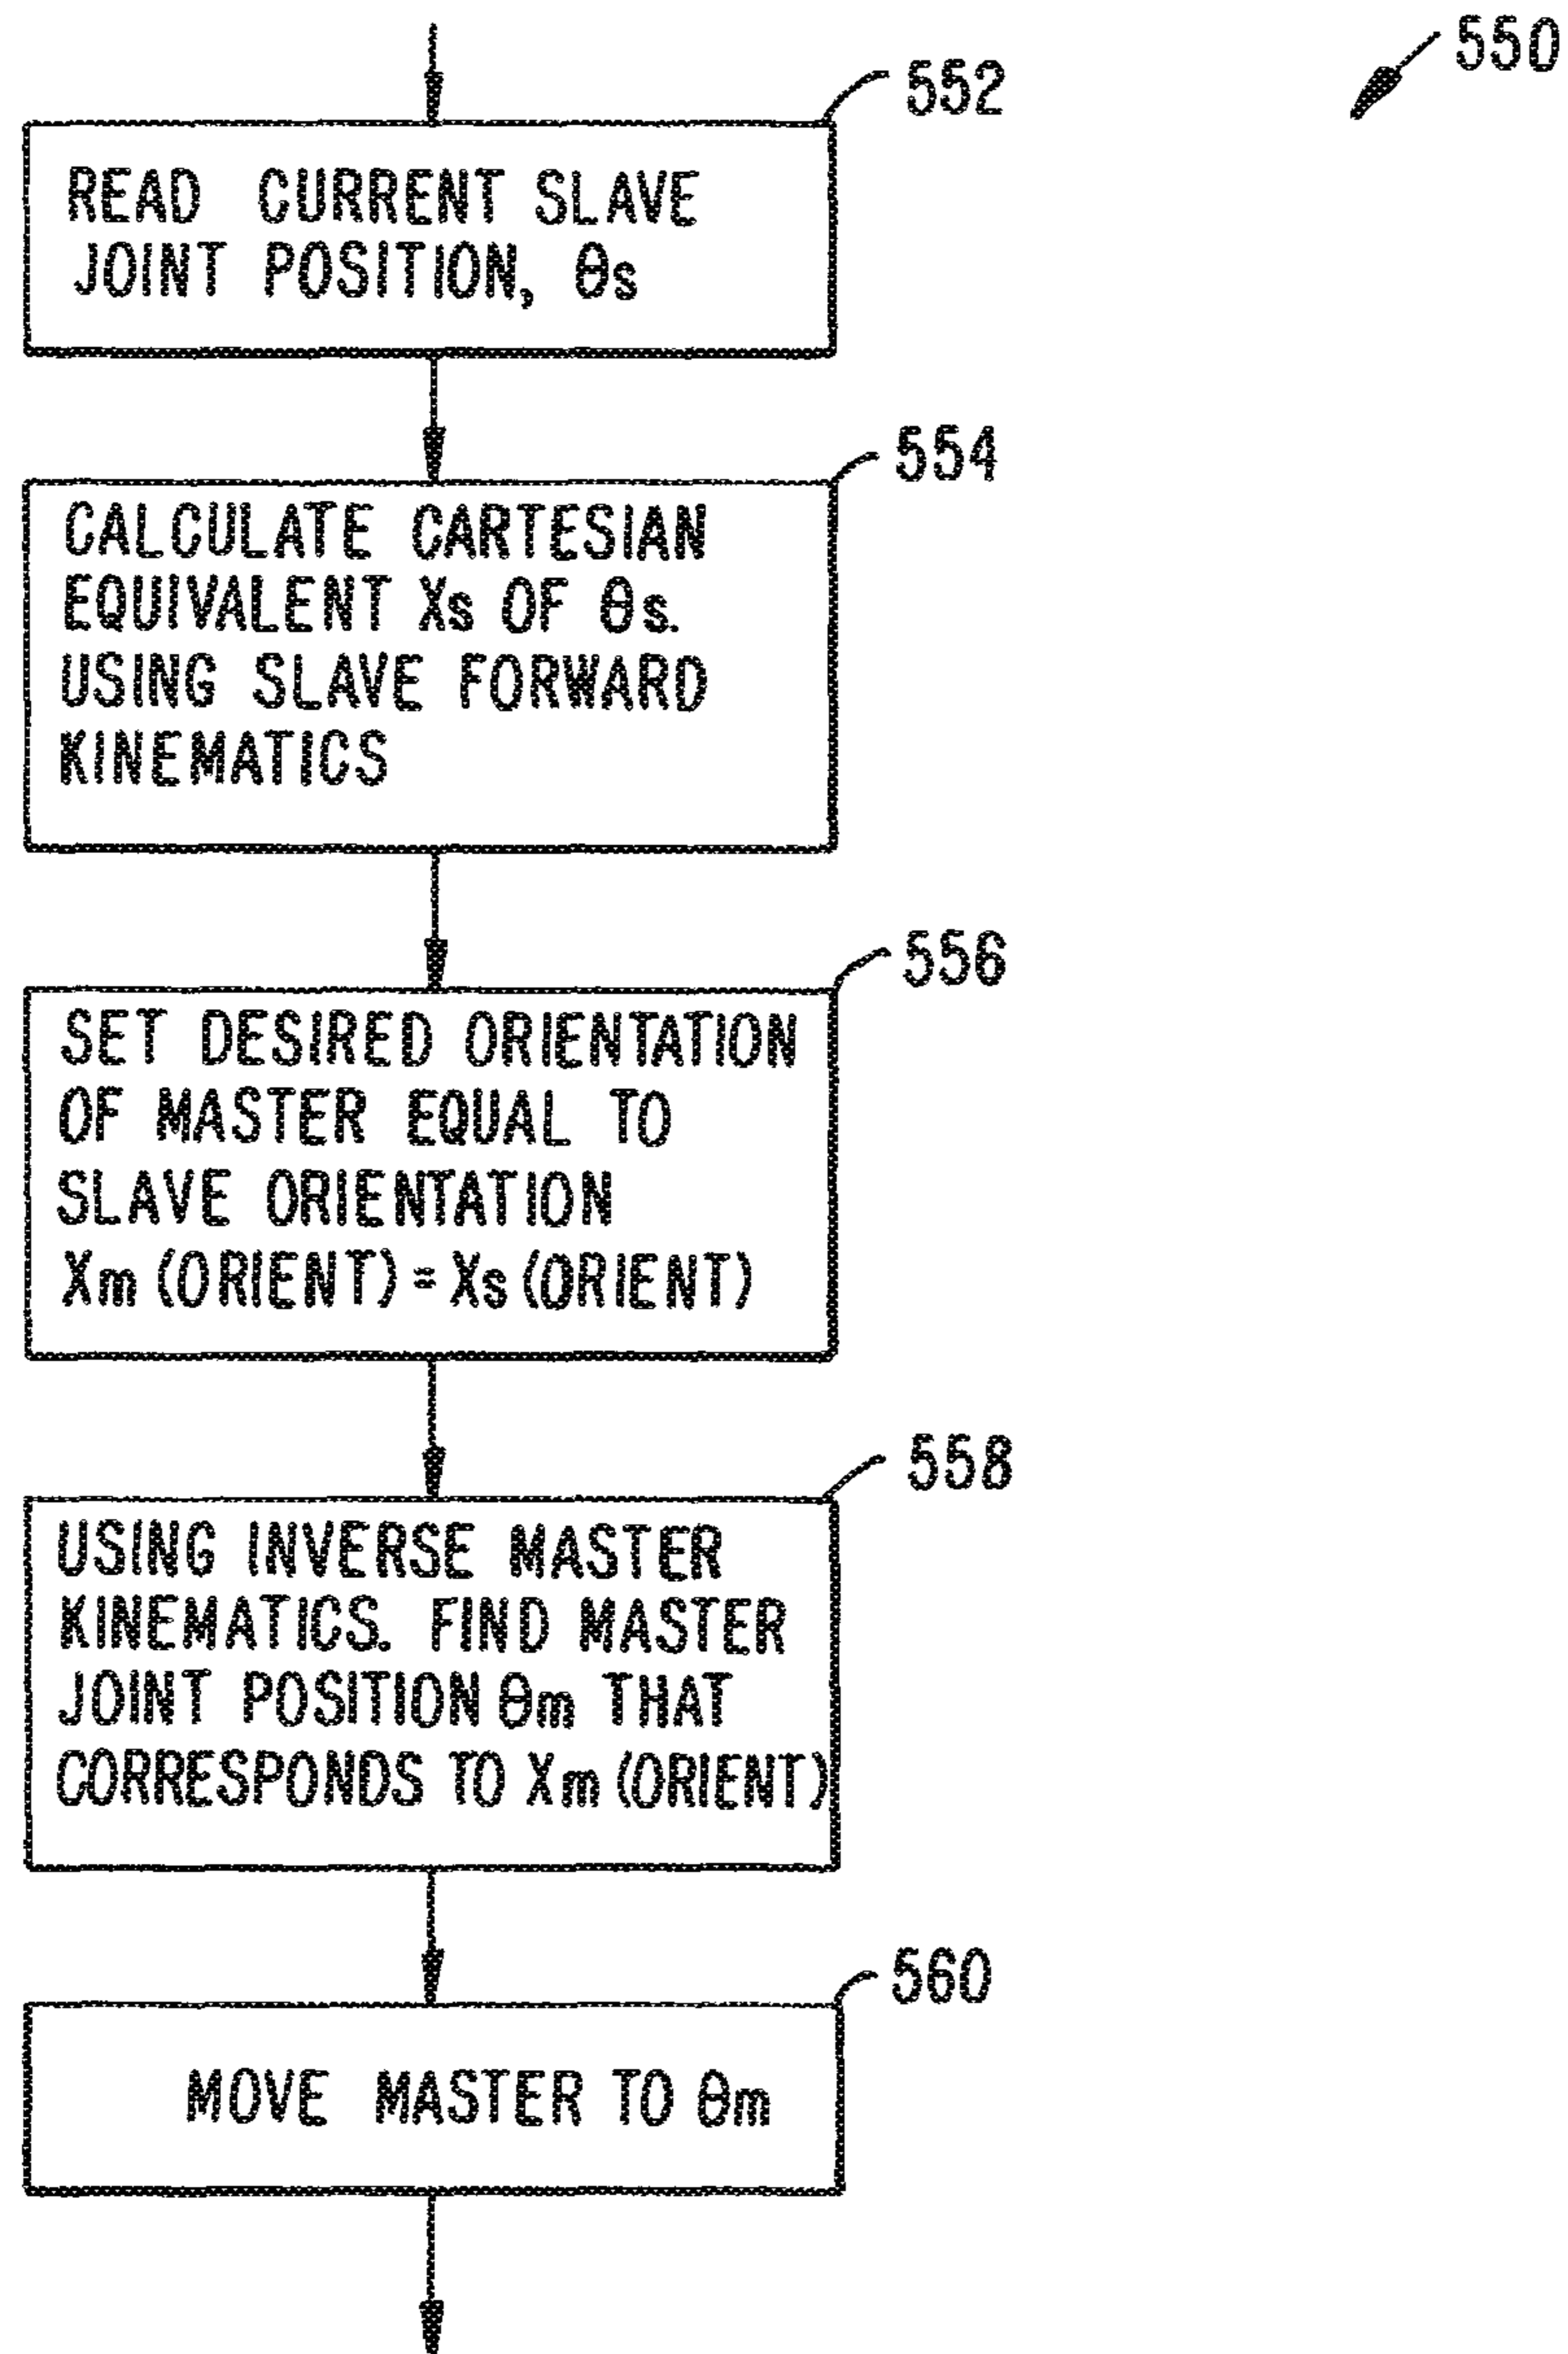 550
552
READ CURRENT SLAVE
JOINT POSITION, θs
554
CALCULATE CARTESIAN
EQUIVALENT Xs OF θs.
USING SLAVE FORWARD
KINEMATICS
556
SET DESIRED ORIENTATION
OF MASTER EQUAL TO
SLAVE ORIENTATION
Xm (ORIENT) = Xs (ORIENT)
558
USING INVERSE MASTER
KINEMATICS. FIND MASTER
JOINT POSITION θm THAT
CORRESPONDS TO Xm (ORIENT)
560
MOVE MASTER TO θm